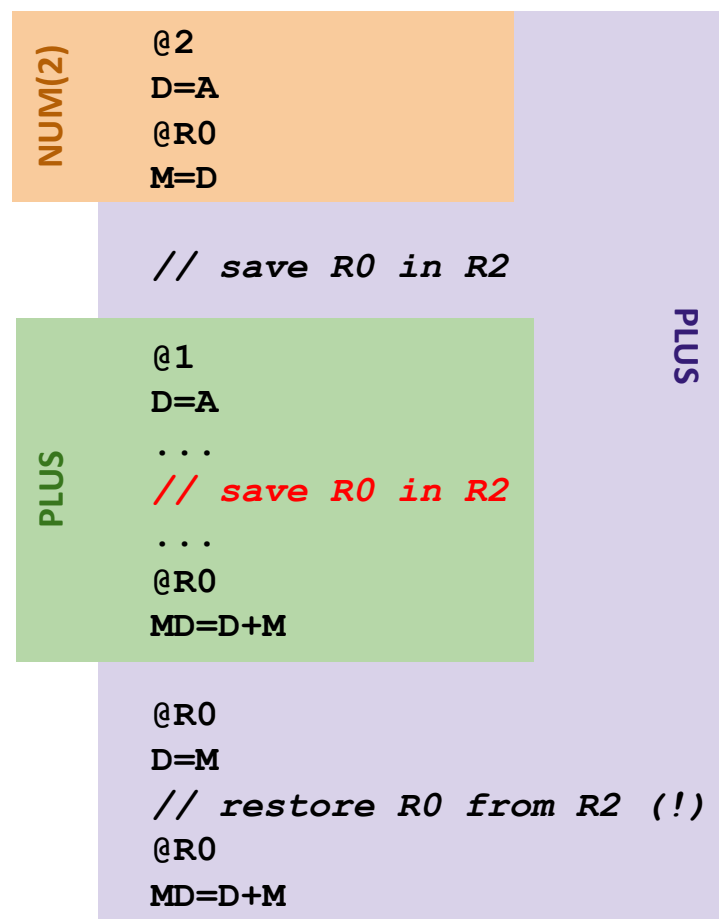 NUM(2)
@2
D=A
@R0
M=D
// save R0 in R2
PLUS
PLUS
@1
D=A
...
// save R0 in R2
...
@R0
MD=D+M
@R0
D=M
// restore R0 from R2 (!)
@R0
MD=D+M